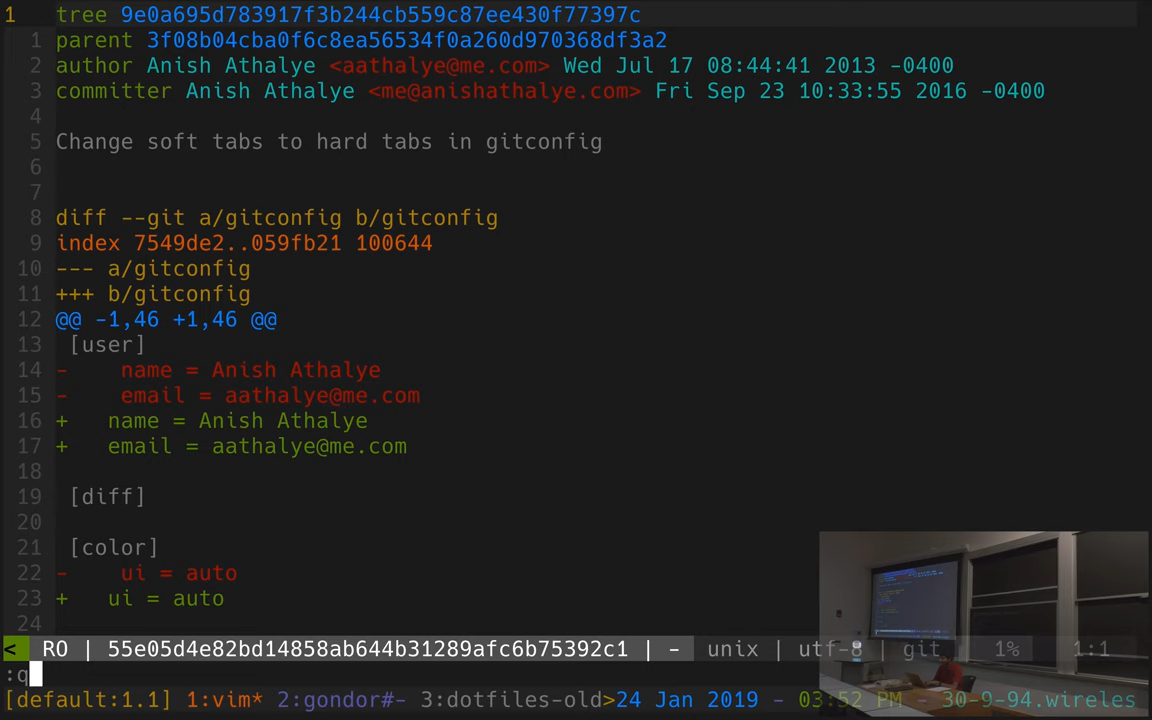 1 tree 9e0a695d783917f3b244cb559c87ee430f77397c
1 parent 3f08b04cba0f6c8ea56534f0a260d970368df3a2
2 author Anish Athalye <aathalye@me.com> Wed Jul 17 08:44:41 2013 -0400
3 committer Anish Athalye <me@anishathalye.com> Fri Sep 23 10:33:55 2016 -0400
4
5 Change soft tabs to hard tabs in gitconfig
6
7
8 diff --git a/gitconfig b/gitconfig
9 index 7549de2..059fb21 100644
10 --- a/gitconfig
11 +++ b/gitconfig
12 @@ -1,46 +1,46 @@
13  [user]
14 -    name = Anish Athalye
15 -    email = aathalye@me.com
16 +   name = Anish Athalye
17 +   email = aathalye@me.com
18
19  [diff]
20
21  [color]
22 -    ui = auto
23 +   ui = auto
24
< RO | 55e05d4e82bd14858ab644b31289afc6b75392c1 | - unix | utf-8 | git 1% 1:1
:q
[default:1.1] 1:vim* 2:gondor#- 3:dotfiles-old>24 Jan 2019 - 03:52 PM - 30-9-94.wireles